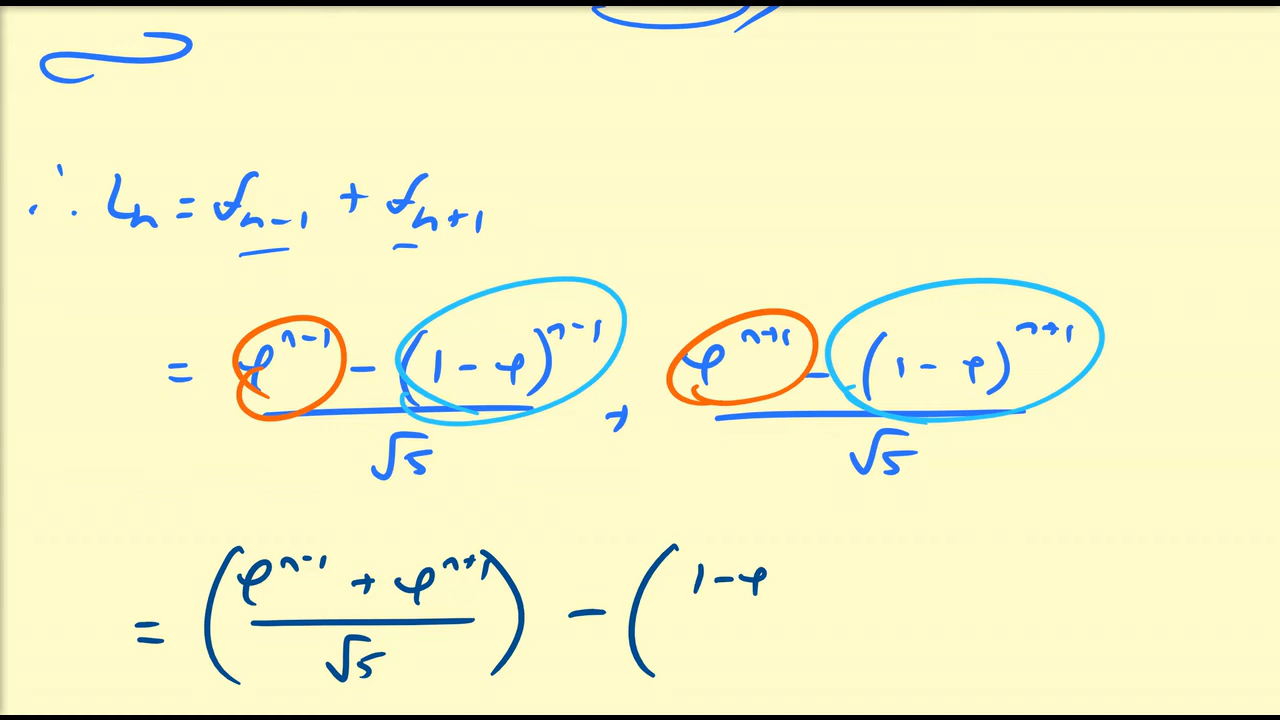 ∴ Lₙ = fₙ₋₁ + fₙ₊₁
= (φⁿ⁻¹ − (1 − φ)ⁿ⁻¹)/√5 + (φⁿ⁺¹ − (1 − φ)ⁿ⁺¹)/√5
= ((φⁿ⁻¹ + φⁿ⁺¹)/√5) − (1 − φ